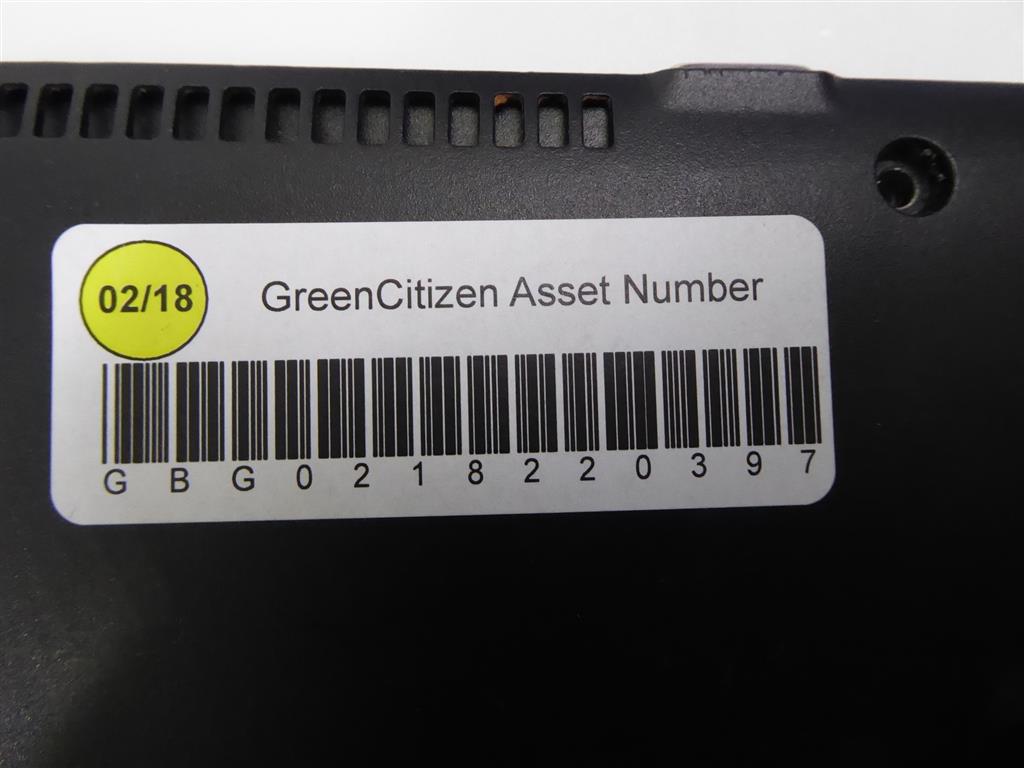 02/18
GreenCitizen Asset Number
GBG0218220397